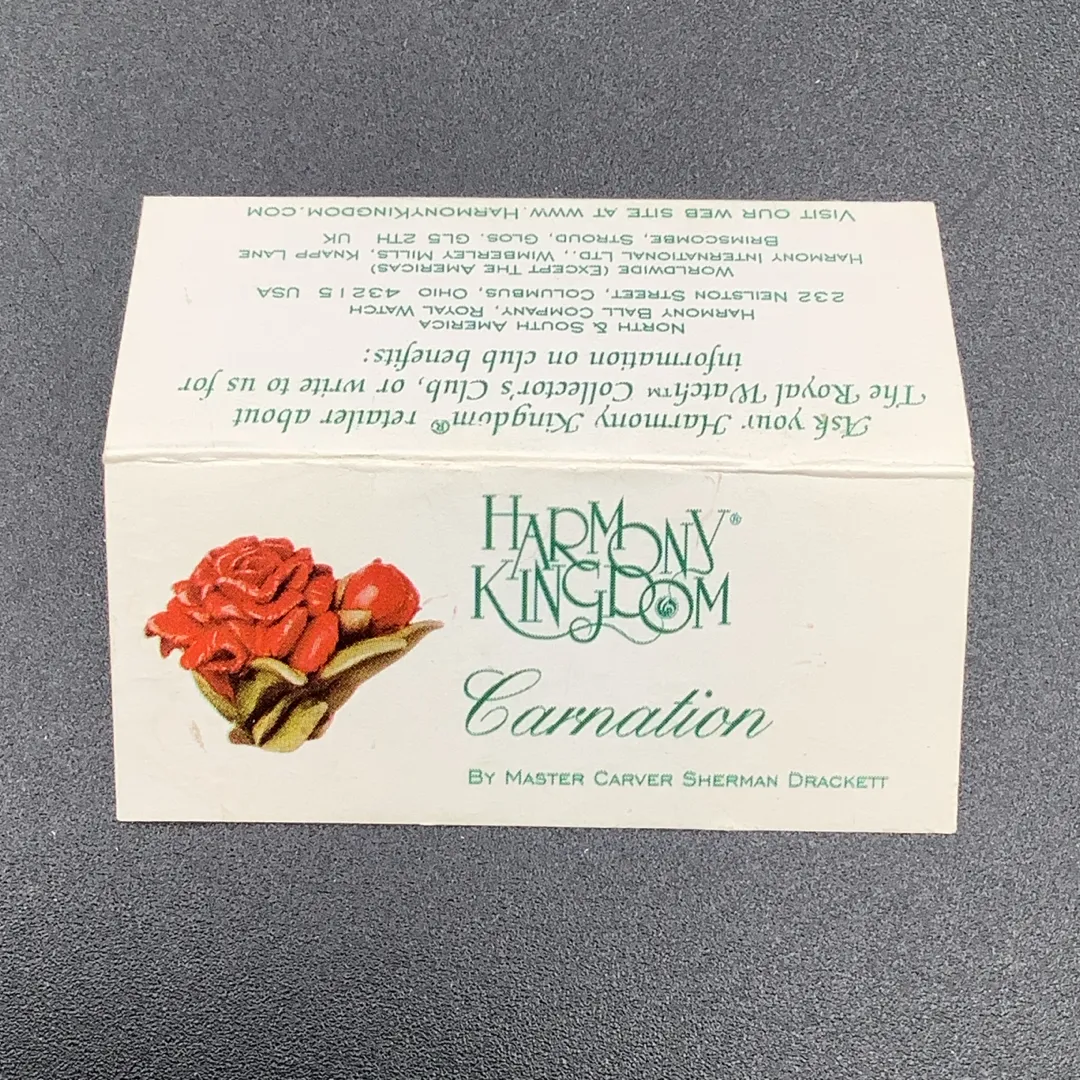 Ask your Harmony Kingdom® retailer about
The Royal Watch™ Collector's Club, or write to us for
information on club benefits:
NORTH & SOUTH AMERICA
HARMONY BALL COMPANY, ROYAL WATCH
232 NEILSTON STREET, COLUMBUS, OHIO 43215 USA
WORLDWIDE (EXCEPT THE AMERICAS)
HARMONY INTERNATIONAL LTD., WIMBERLEY MILLS, KNAPP LANE
BRIMSCOMBE, STROUD, GLOS. GL5 2TH UK
VISIT OUR WEB SITE AT WWW.HARMONYKINGDOM.COM
HARMONY®
KINGDOM
Carnation
BY MASTER CARVER SHERMAN DRACKETT